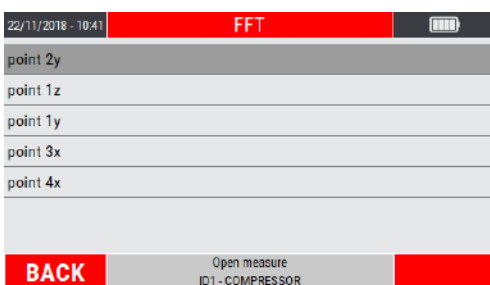 22/11/2018 - 10:41 FFT
point 2y
point 1z
point 1y
point 3x
point 4x
BACK
Open measure
ID1 - COMPRESSOR